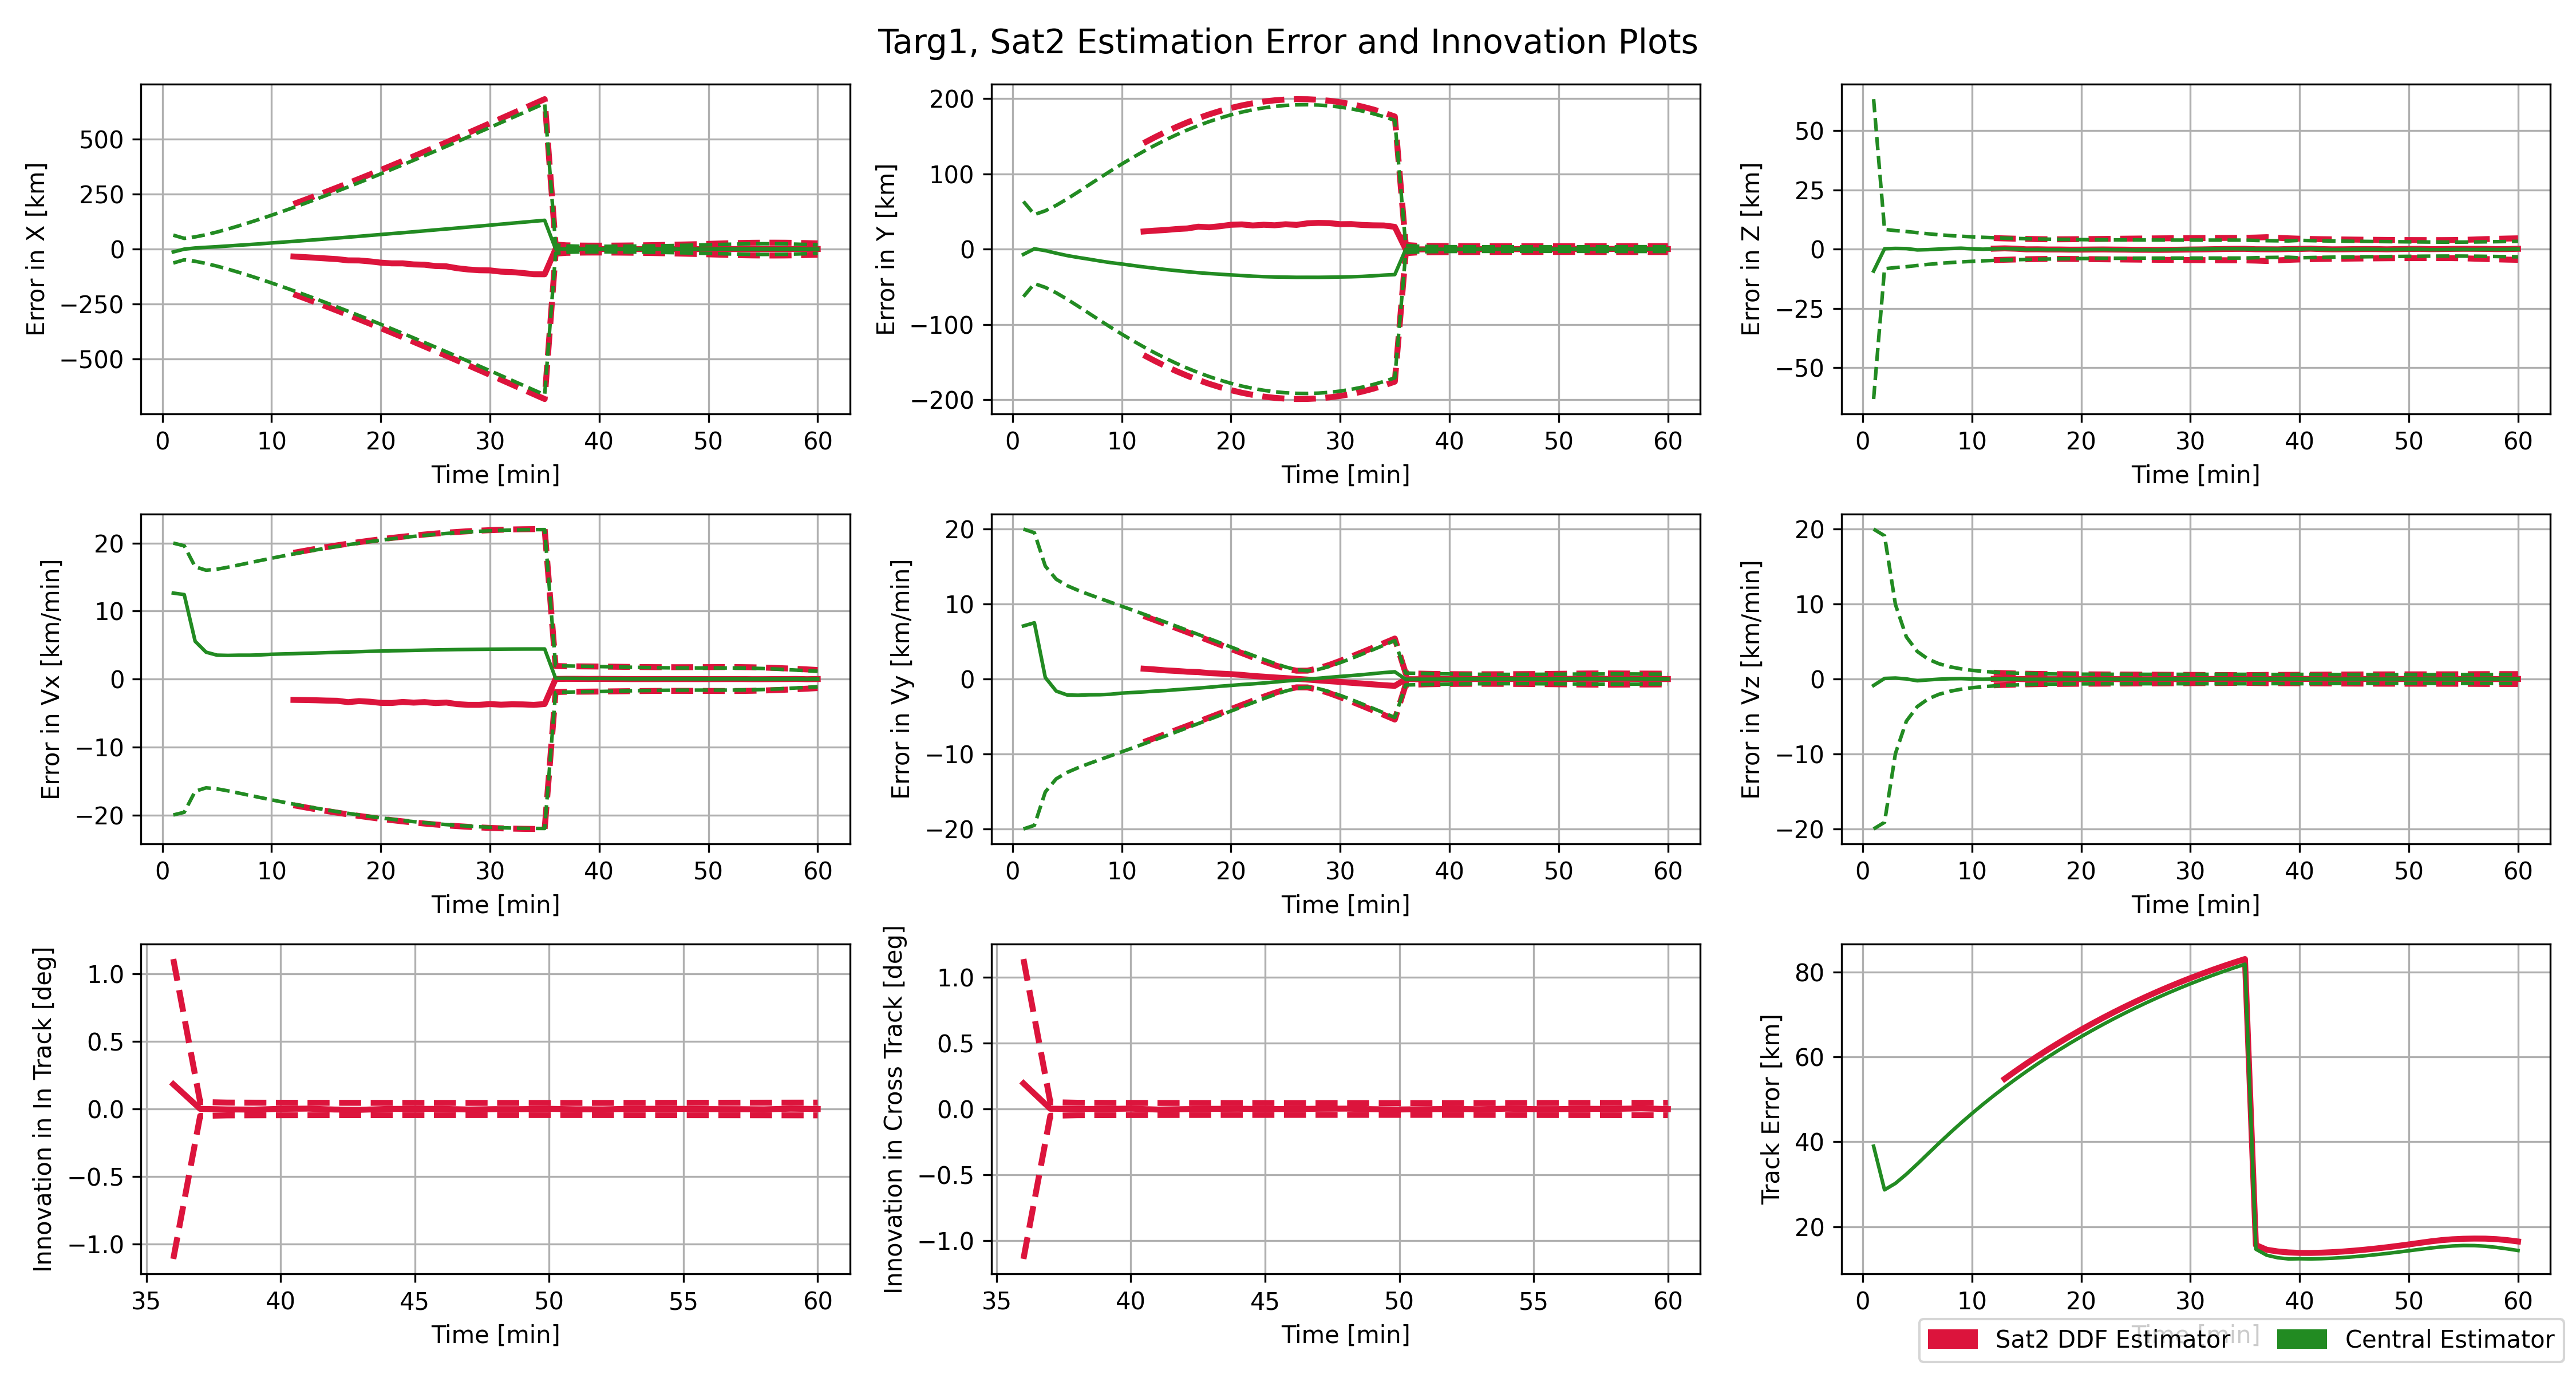 Targ1, Sat2 Estimation Error and Innovation Plots
Error in X [km]
500
250
0
−250
−500
0 10 20 30 40 50 60
Time [min]
Error in Y [km]
200
100
0
−100
−200
0 10 20 30 40 50 60
Time [min]
Error in Z [km]
50
25
0
−25
−50
0 10 20 30 40 50 60
Time [min]
Error in Vx [km/min]
20
10
0
−10
−20
0 10 20 30 40 50 60
Time [min]
Error in Vy [km/min]
20
10
0
−10
−20
0 10 20 30 40 50 60
Time [min]
Error in Vz [km/min]
20
10
0
−10
−20
0 10 20 30 40 50 60
Time [min]
Innovation in In Track [deg]
1.0
0.5
0.0
−0.5
−1.0
35 40 45 50 55 60
Time [min]
Innovation in Cross Track [deg]
1.0
0.5
0.0
−0.5
−1.0
35 40 45 50 55 60
Time [min]
Track Error [km]
80
60
40
20
0 10 20 30 40 50 60
Time [min]
Sat2 DDF Estimator Central Estimator